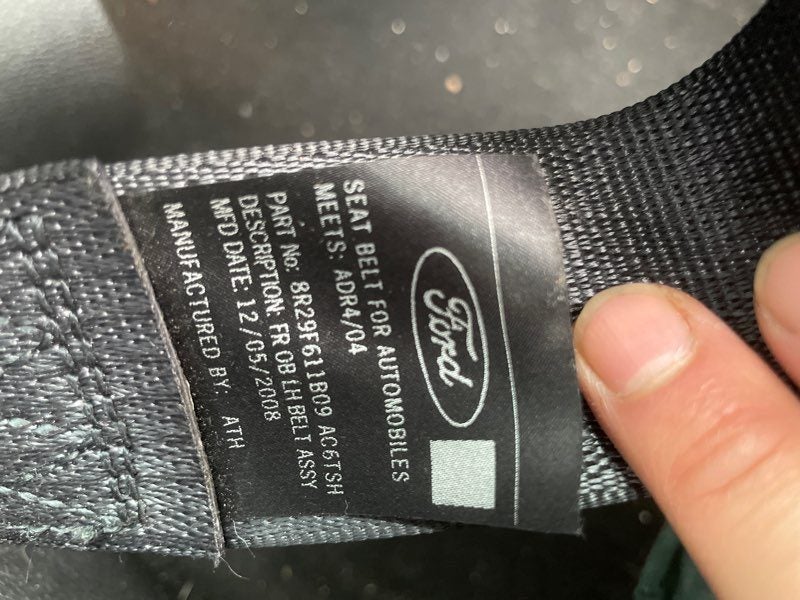 Ford
SEAT BELT FOR AUTOMOBILES
MEETS: ADR4/04
PART No: 8R29F611B09 AC6TSH
DESCRIPTION: FR OB LH BELT ASSY
MFD DATE: 12/05/2008
MANUFACTURED BY: ATH